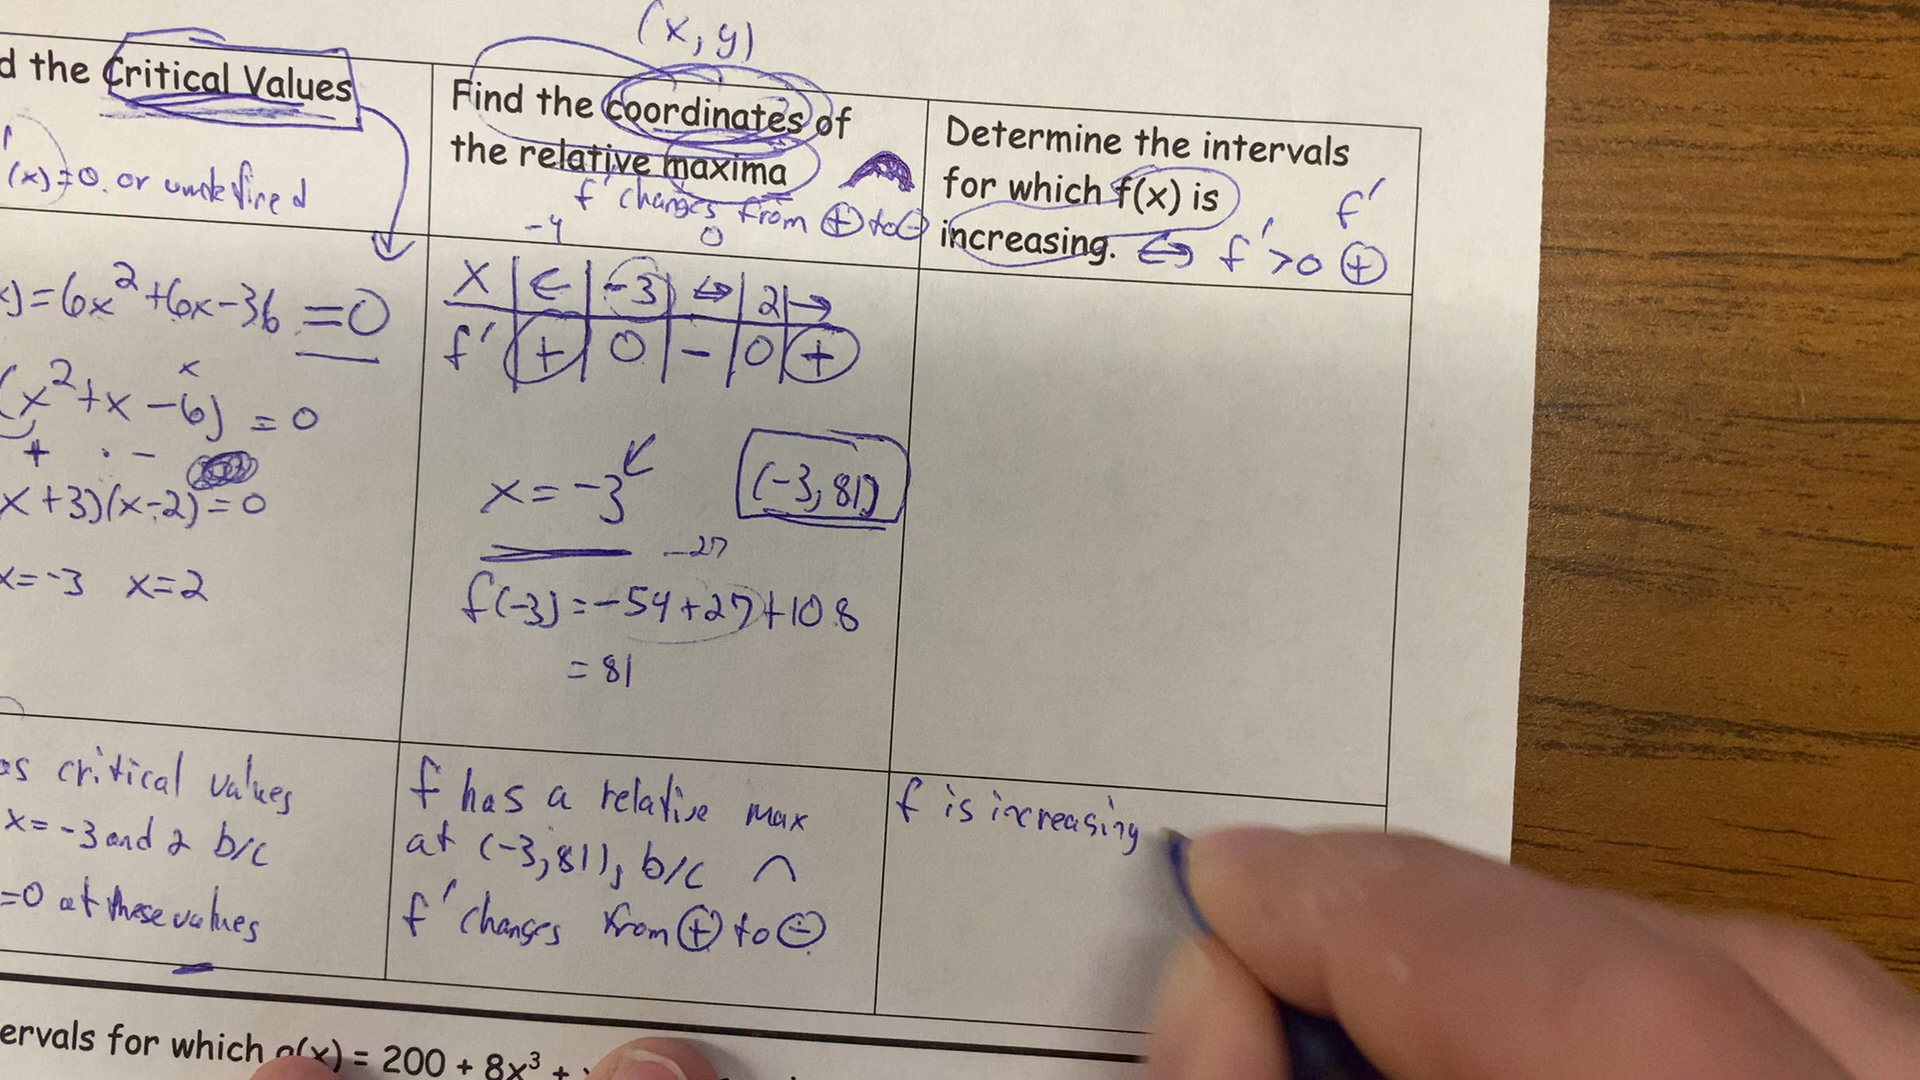 (x, y)
d the Critical Values
'(x)=0 or undefined
Find the coordinates of
the relative maxima
f' changes from + to -
-4 0
Determine the intervals
for which f(x) is
increasing. ⇔ f'>0 +
f'
x)=6x²+6x-36 =0
(x²+x-6) = 0
x
+ · -
x+3)(x-2)=0
x=-3 x=2
X | ← | -3 | ↔ | 2 | →
f' | + | 0 | - | 0 | +
x=-3
(-3, 81)
-27
f(-3)=-54+27+108
= 81
as critical values
x=-3 and 2 b/c
=0 at these values
f has a relative max
at (-3,81), b/c
f' changes from + to -
f is increasing
ervals for which g(x) = 200 + 8x³ +